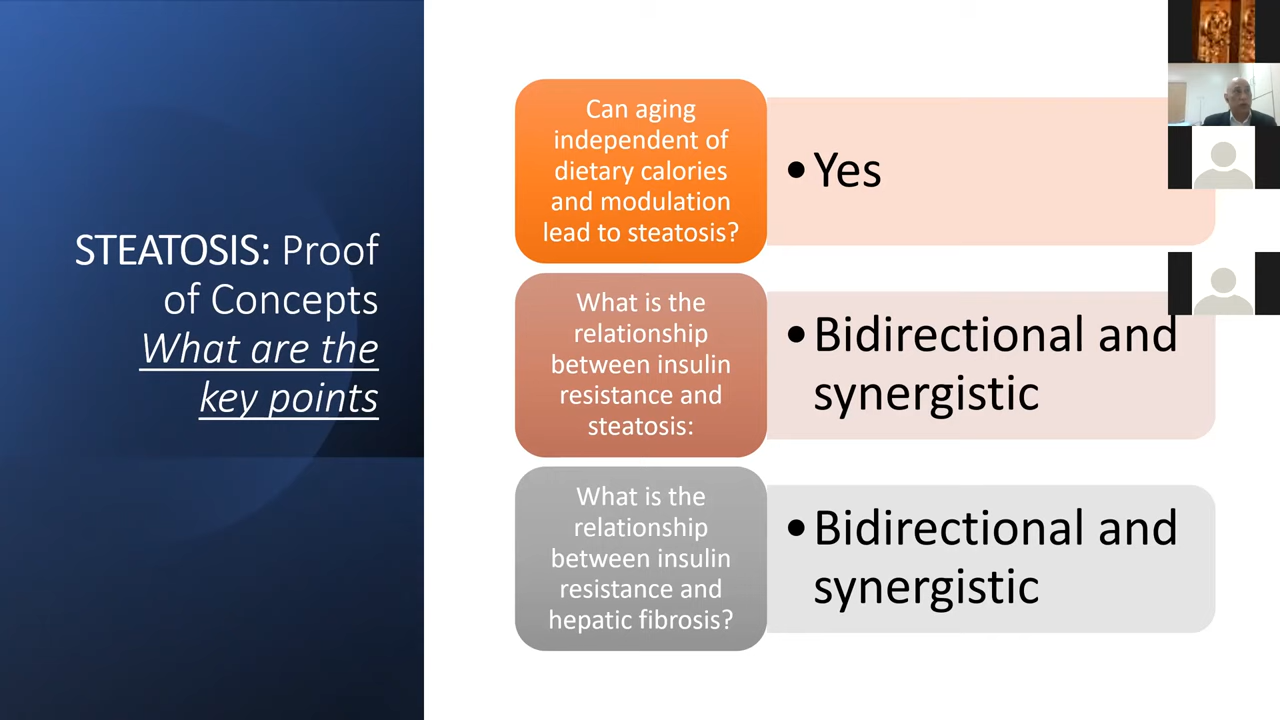 STEATOSIS: Proof
of Concepts
What are the
key points
Can aging
independent of
dietary calories
and modulation
lead to steatosis?
•Yes
What is the
relationship
between insulin
resistance and
steatosis:
•Bidirectional and
synergistic
What is the
relationship
between insulin
resistance and
hepatic fibrosis?
•Bidirectional and
synergistic